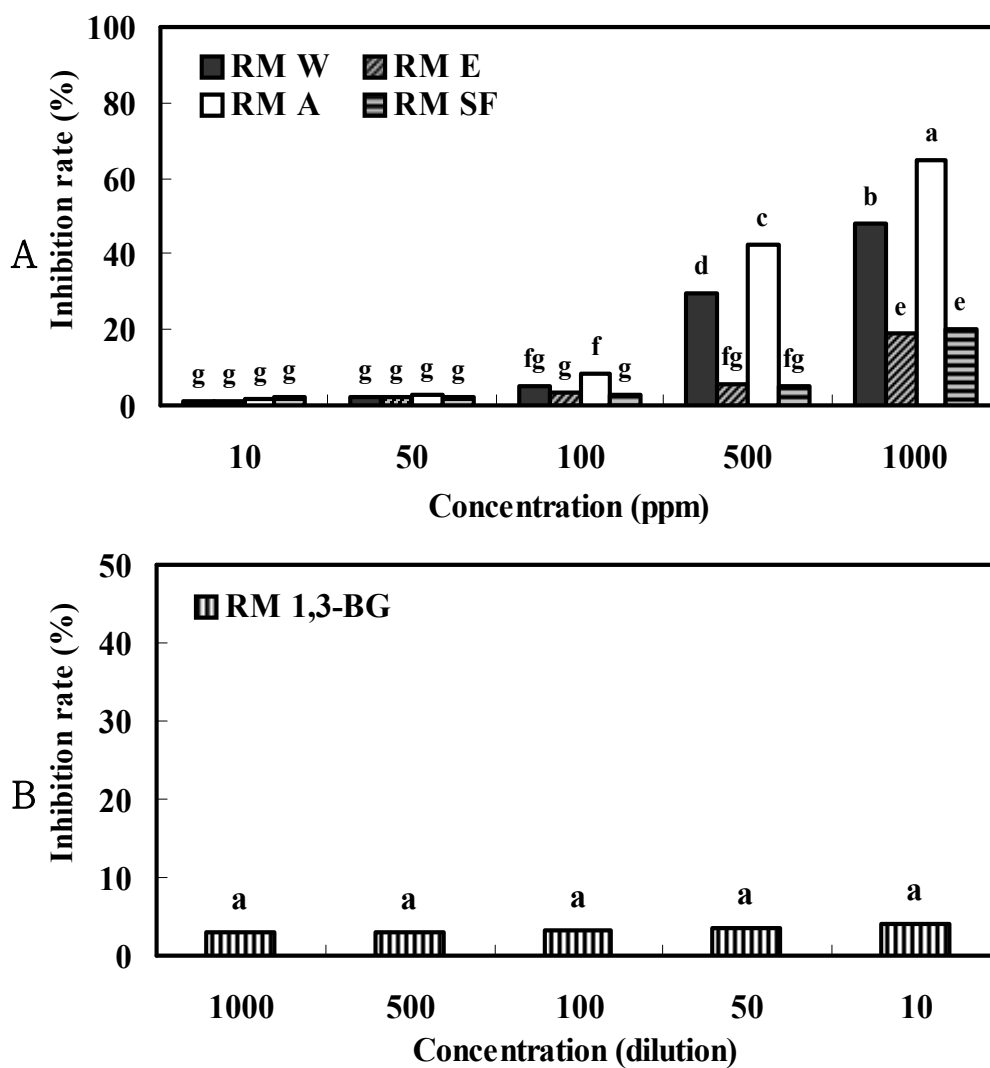 100
80
60
40
20
0
Inhibition rate (%)
A
RM W
RM E
RM A
RM SF
g g g g
g g g g
fg g f g
d fg c fg
b e a e
10 50 100 500 1000
Concentration (ppm)
50
40
30
20
10
0
Inhibition rate (%)
B
RM 1,3-BG
a a a a a
1000 500 100 50 10
Concentration (dilution)